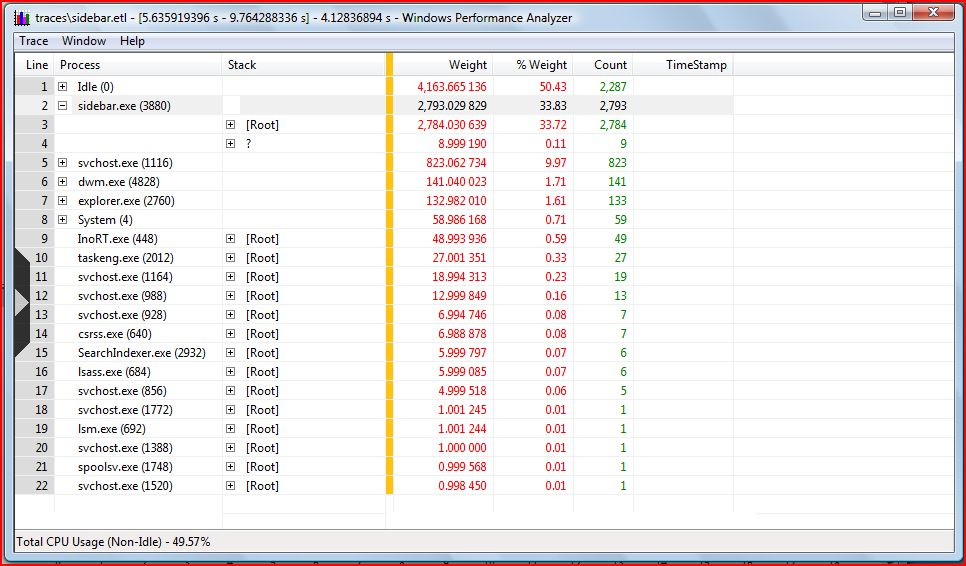 traces\sidebar.etl - [5.635919396 s - 9.764288336 s] - 4.12836894 s - Windows Performance Analyzer
Trace Window Help
Line Process Stack Weight % Weight Count TimeStamp
1 Idle (0) 4,163.665 136 50.43 2,287
2 sidebar.exe (3880) 2,793.029 829 33.83 2,793
3 [Root] 2,784.030 639 33.72 2,784
4 ? 8.999 190 0.11 9
5 svchost.exe (1116) 823.062 734 9.97 823
6 dwm.exe (4828) 141.040 023 1.71 141
7 explorer.exe (2760) 132.982 010 1.61 133
8 System (4) 58.986 168 0.71 59
9 InoRT.exe (448) [Root] 48.993 936 0.59 49
10 taskeng.exe (2012) [Root] 27.001 351 0.33 27
11 svchost.exe (1164) [Root] 18.994 313 0.23 19
12 svchost.exe (988) [Root] 12.999 849 0.16 13
13 svchost.exe (928) [Root] 6.994 746 0.08 7
14 csrss.exe (640) [Root] 6.988 878 0.08 7
15 SearchIndexer.exe (2932) [Root] 5.999 797 0.07 6
16 lsass.exe (684) [Root] 5.999 085 0.07 6
17 svchost.exe (856) [Root] 4.999 518 0.06 5
18 svchost.exe (1772) [Root] 1.001 245 0.01 1
19 lsm.exe (692) [Root] 1.001 244 0.01 1
20 svchost.exe (1388) [Root] 1.000 000 0.01 1
21 spoolsv.exe (1748) [Root] 0.999 568 0.01 1
22 svchost.exe (1520) [Root] 0.998 450 0.01 1
Total CPU Usage (Non-Idle) - 49.57%